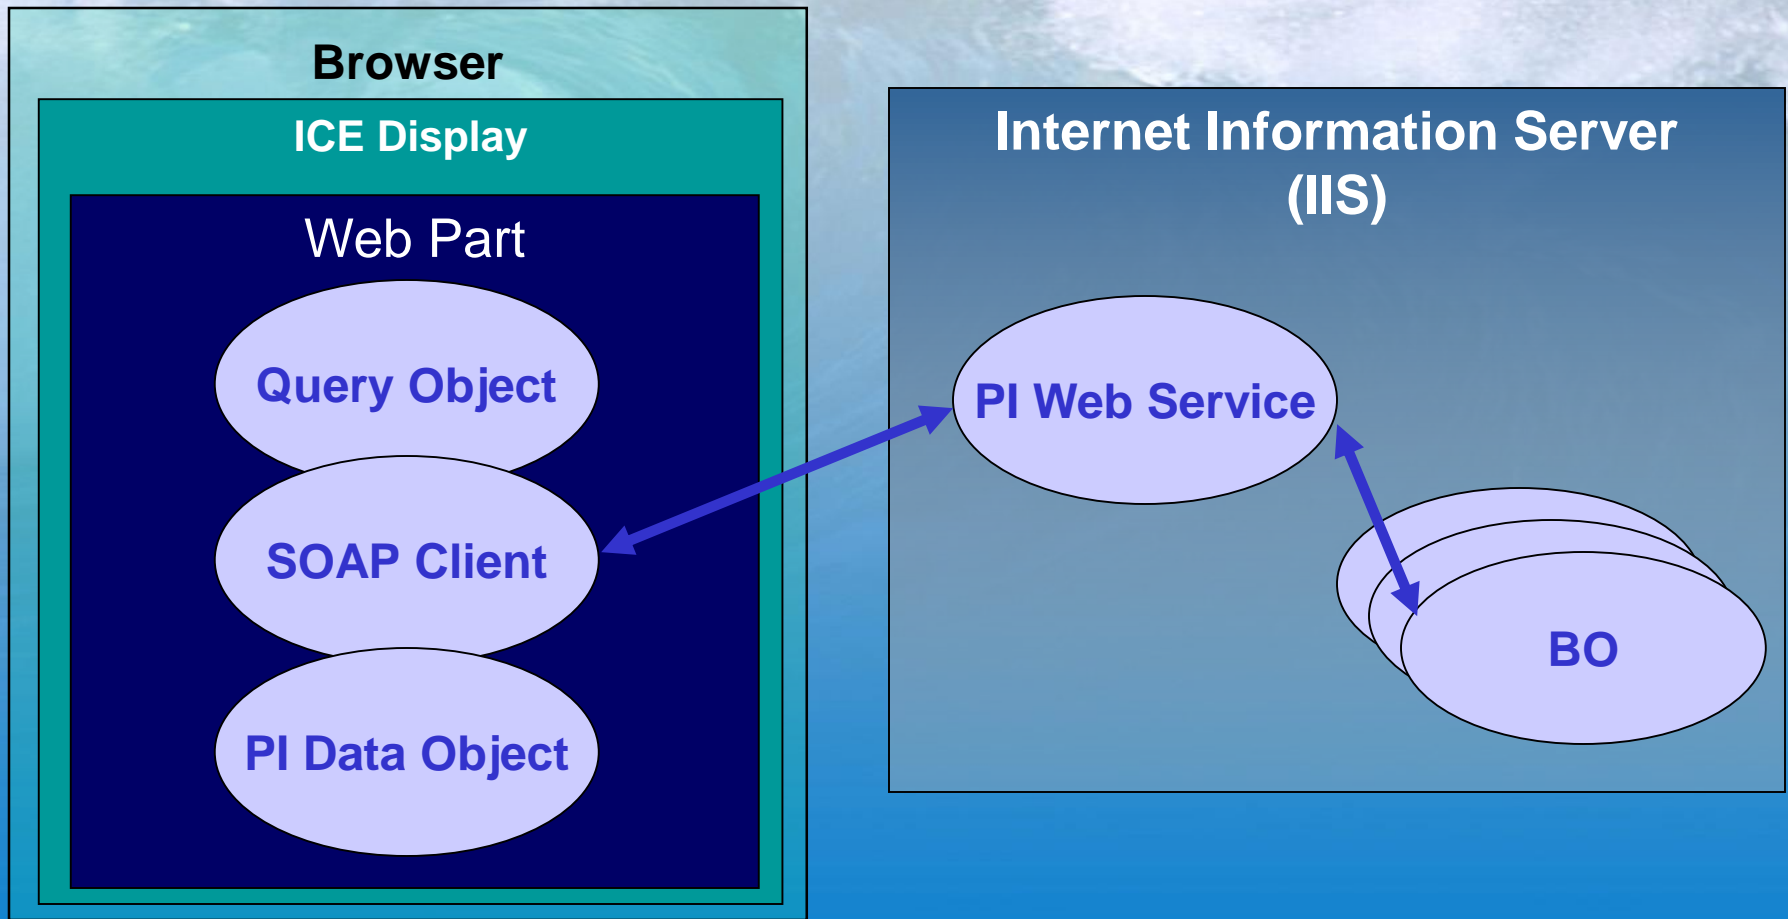 Browser
ICE Display
Web Part
Query Object
SOAP Client
PI Data Object
Internet Information Server
(IIS)
PI Web Service
BO